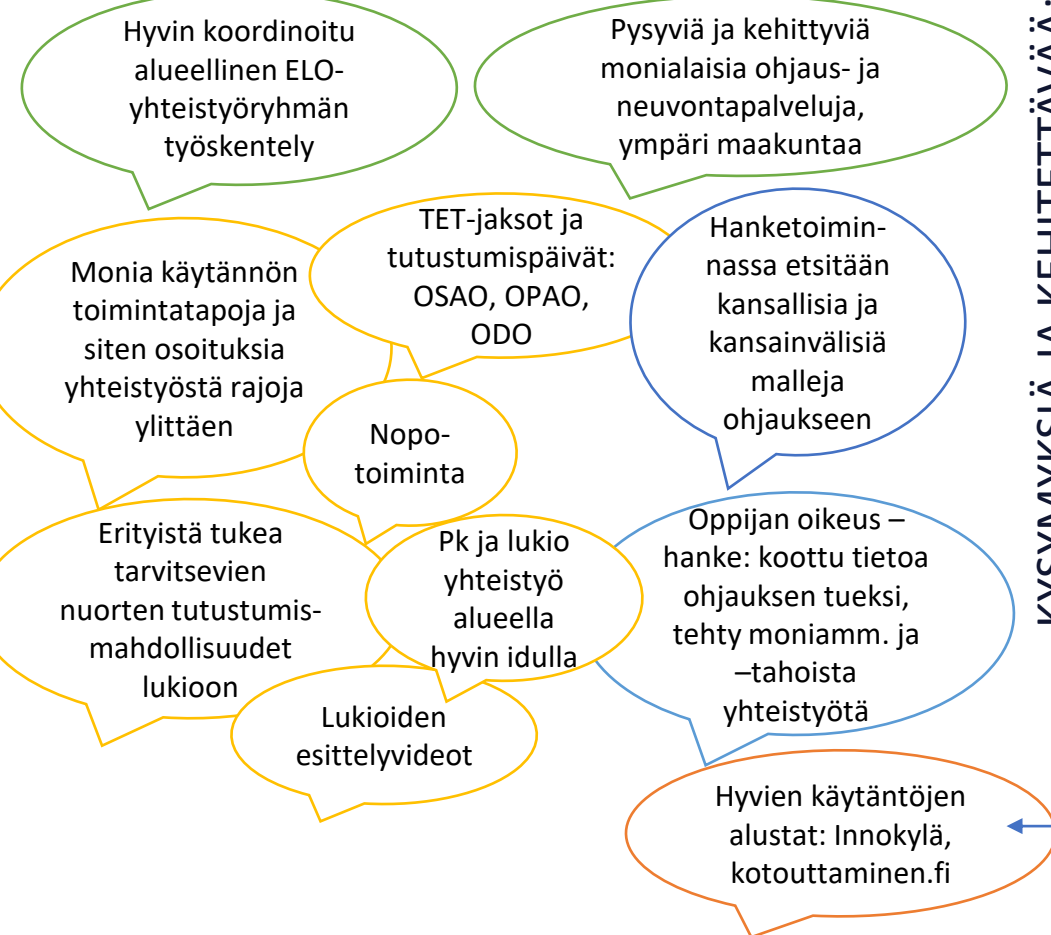 Hyvin koordinoitu
alueellinen ELO-
yhteistyöryhmän
työskentely
Pysyviä ja kehittyviä
monialaisia ohjaus- ja
neuvontapalveluja,
ympäri maakuntaa
Monia käytännön
toimintatapoja ja
siten osoituksia
yhteistyöstä rajoja
ylittäen
TET-jaksot ja
tutustumispäivät:
OSAO, OPAO,
ODO
Hanketoimin-
nassa etsitään
kansallisia ja
kansainvälisiä
malleja
ohjaukseen
Nopo-
toiminta
Erityistä tukea
tarvitsevien
nuorten tutustumis-
mahdollisuudet
lukioon
Pk ja lukio
yhteistyö
alueella
hyvin idulla
Oppijan oikeus –
hanke: koottu tietoa
ohjauksen tueksi,
tehty moniamm. ja
–tahoista
yhteistyötä
Lukioiden
esittelyvideot
Hyvien käytäntöjen
alustat: Innokylä,
kotouttaminen.fi
KYSYMYKSIÄ JA KEHITETTÄVÄÄ: